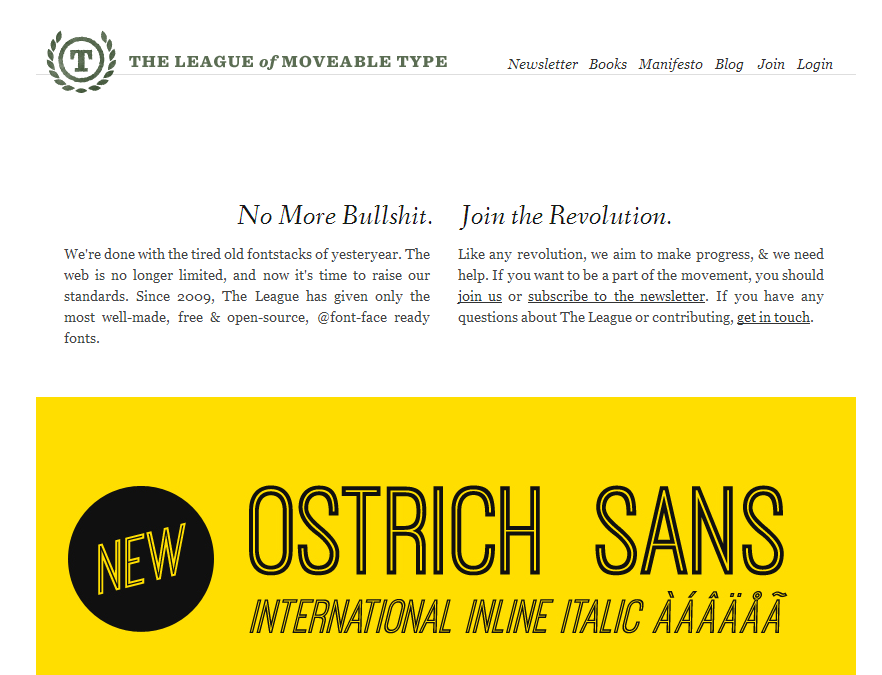 T
THE LEAGUE of MOVEABLE TYPE
Newsletter Books Manifesto Blog Join Login
No More Bullshit.
We're done with the tired old fontstacks of yesteryear. The
web is no longer limited, and now it's time to raise our
standards. Since 2009, The League has given only the
most well-made, free & open-source, @font-face ready
fonts.
Join the Revolution.
Like any revolution, we aim to make progress, & we need
help. If you want to be a part of the movement, you should
join us or subscribe to the newsletter. If you have any
questions about The League or contributing, get in touch.
NEW
OSTRICH SANS
INTERNATIONAL INLINE ITALIC ÀÁÂÄÅÃ